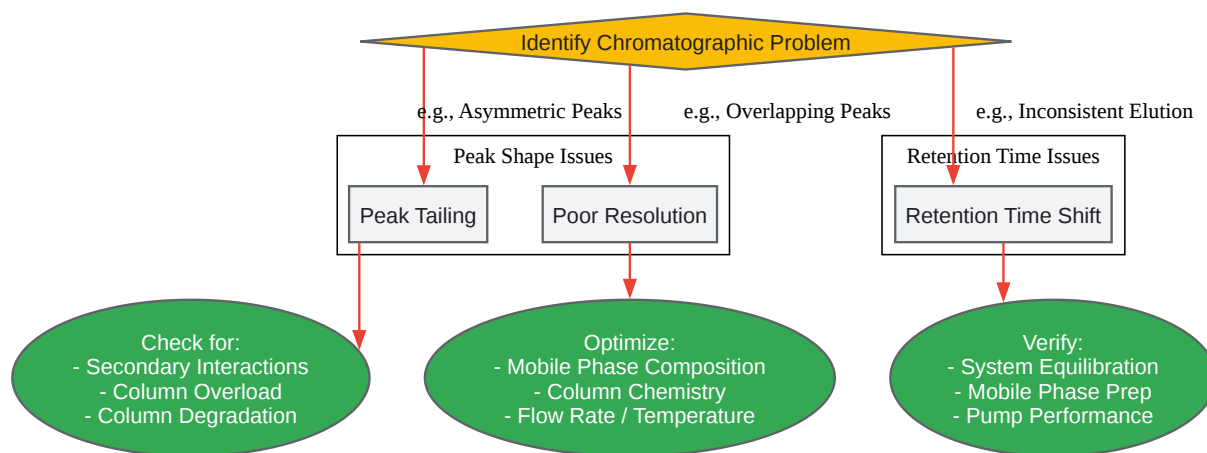 Identify Chromatographic Problem
e.g., Asymmetric Peaks
e.g., Overlapping Peaks
e.g., Inconsistent Elution
Peak Shape Issues
Retention Time Issues
Peak Tailing
Poor Resolution
Retention Time Shift
Check for:
- Secondary Interactions
- Column Overload
- Column Degradation
Optimize:
- Mobile Phase Composition
- Column Chemistry
- Flow Rate / Temperature
Verify:
- System Equilibration
- Mobile Phase Prep
- Pump Performance